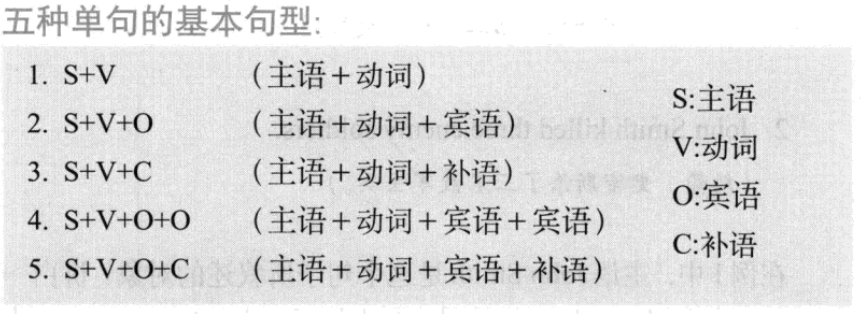 五种单句的基本句型:
1. S+V （主语+动词）
2. S+V+O （主语+动词+宾语）
3. S+V+C （主语+动词+补语）
4. S+V+O+O （主语+动词+宾语+宾语）
5. S+V+O+C （主语+动词+宾语+补语）
S:主语
V:动词
O:宾语
C:补语